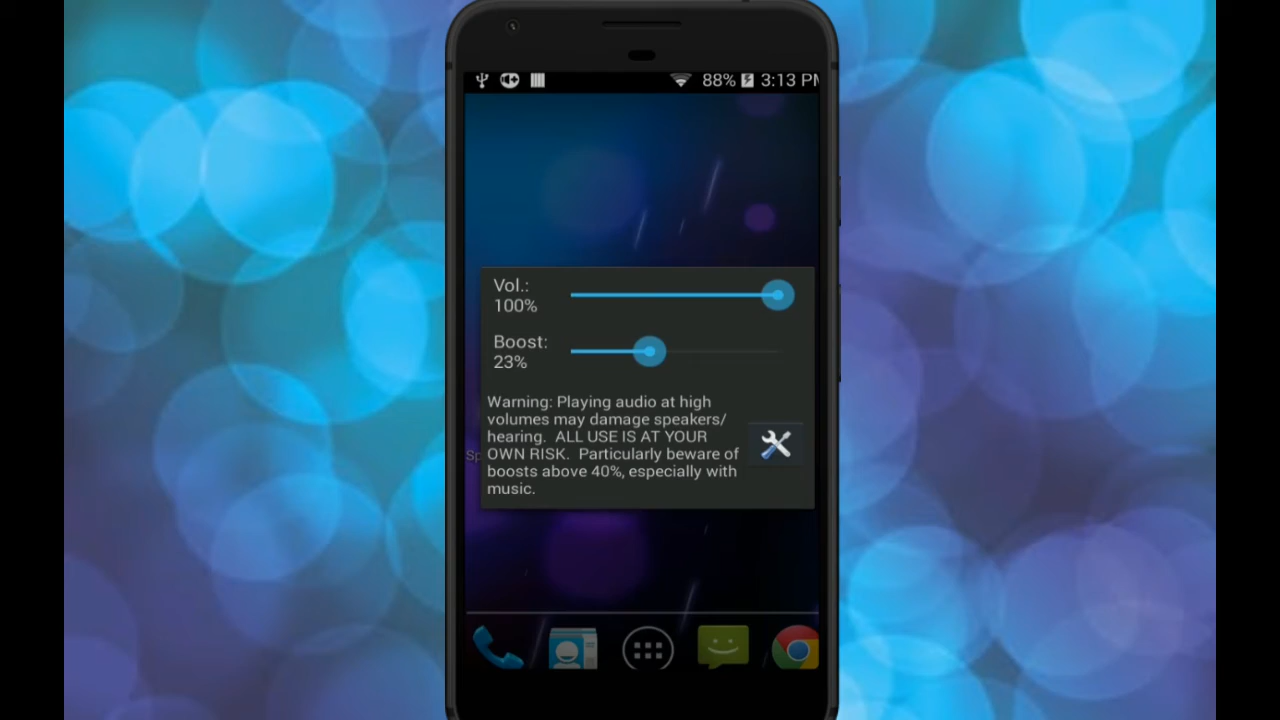 88% 3:13 PM
Vol.:
100%
Boost:
23%
Warning: Playing audio at high
volumes may damage speakers/
hearing. ALL USE IS AT YOUR
OWN RISK. Particularly beware of
boosts above 40%, especially with
music.
Sp